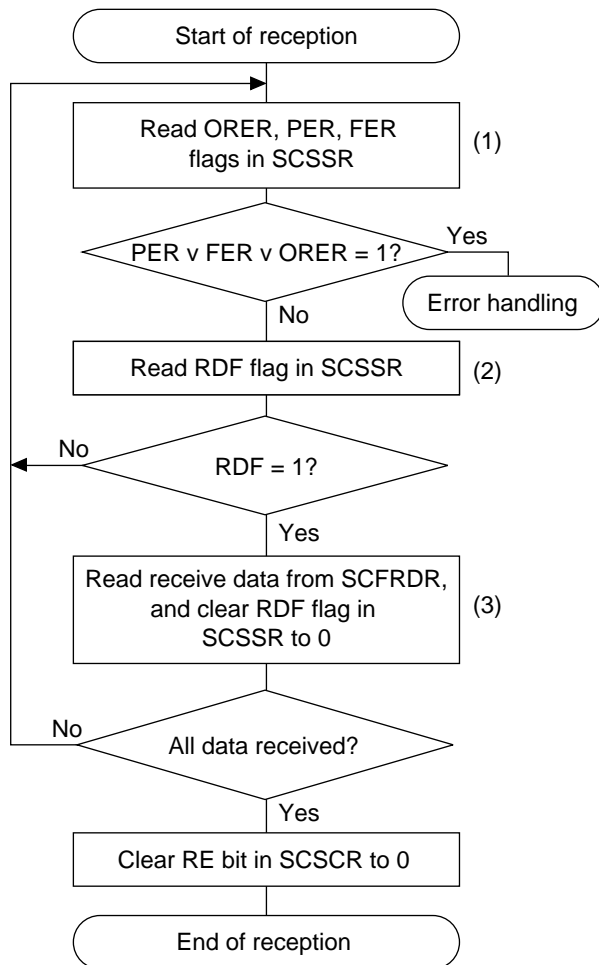 Start of reception
Read ORER, PER, FER
flags in SCSSR
(1)
PER v FER v ORER = 1?
Yes
Error handling
No
Read RDF flag in SCSSR
(2)
No
RDF = 1?
Yes
Read receive data from SCFRDR,
and clear RDF flag in
SCSSR to 0
(3)
No
All data received?
Yes
Clear RE bit in SCSCR to 0
End of reception